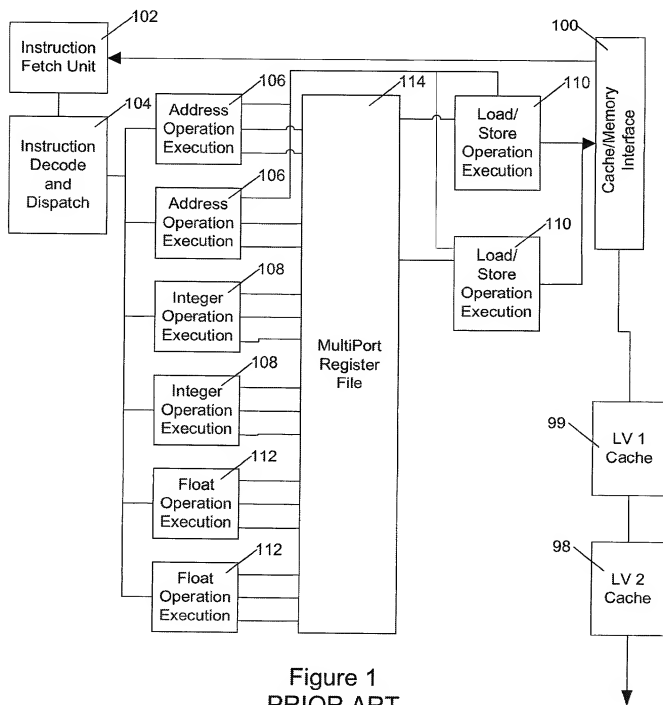 102
Instruction
Fetch Unit
104
Instruction
Decode
and
Dispatch
106
Address
Operation
Execution
106
Address
Operation
Execution
108
Integer
Operation
Execution
108
Integer
Operation
Execution
112
Float
Operation
Execution
112
Float
Operation
Execution
114
MultiPort
Register
File
110
Load/
Store
Operation
Execution
110
Load/
Store
Operation
Execution
100
Cache/Memory
Interface
99
LV 1
Cache
98
LV 2
Cache
Figure 1
PRIOR ART